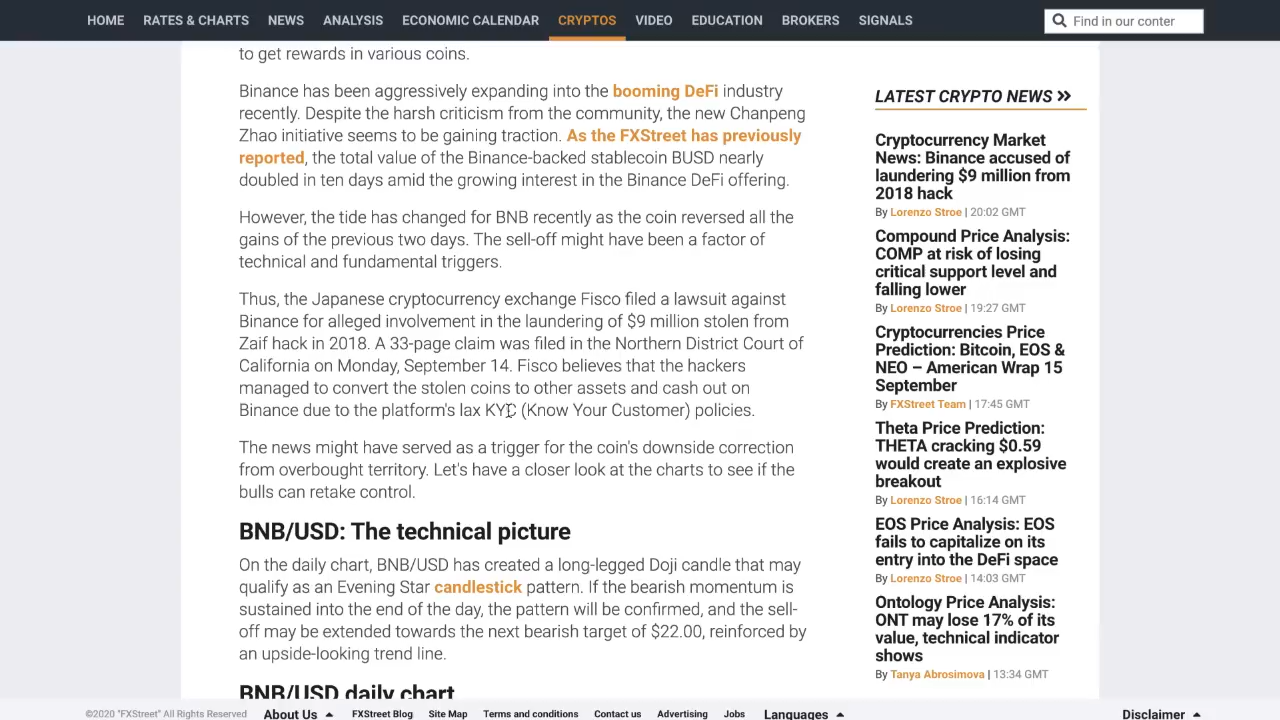 HOME RATES & CHARTS NEWS ANALYSIS ECONOMIC CALENDAR CRYPTOS VIDEO EDUCATION BROKERS SIGNALS Find in our conter
to get rewards in various coins.
Binance has been aggressively expanding into the booming DeFi industry
recently. Despite the harsh criticism from the community, the new Chanpeng
Zhao initiative seems to be gaining traction. As the FXStreet has previously
reported, the total value of the Binance-backed stablecoin BUSD nearly
doubled in ten days amid the growing interest in the Binance DeFi offering.
However, the tide has changed for BNB recently as the coin reversed all the
gains of the previous two days. The sell-off might have been a factor of
technical and fundamental triggers.
Thus, the Japanese cryptocurrency exchange Fisco filed a lawsuit against
Binance for alleged involvement in the laundering of $9 million stolen from
Zaif hack in 2018. A 33-page claim was filed in the Northern District Court of
California on Monday, September 14. Fisco believes that the hackers
managed to convert the stolen coins to other assets and cash out on
Binance due to the platform's lax KYC (Know Your Customer) policies.
The news might have served as a trigger for the coin's downside correction
from overbought territory. Let's have a closer look at the charts to see if the
bulls can retake control.
BNB/USD: The technical picture
On the daily chart, BNB/USD has created a long-legged Doji candle that may
qualify as an Evening Star candlestick pattern. If the bearish momentum is
sustained into the end of the day, the pattern will be confirmed, and the sell-
off may be extended towards the next bearish target of $22.00, reinforced by
an upside-looking trend line.
BNB/USD daily chart
LATEST CRYPTO NEWS
Cryptocurrency Market
News: Binance accused of
laundering $9 million from
2018 hack
By Lorenzo Stroe | 20:02 GMT
Compound Price Analysis:
COMP at risk of losing
critical support level and
falling lower
By Lorenzo Stroe | 19:27 GMT
Cryptocurrencies Price
Prediction: Bitcoin, EOS &
NEO – American Wrap 15
September
By FXStreet Team | 17:45 GMT
Theta Price Prediction:
THETA cracking $0.59
would create an explosive
breakout
By Lorenzo Stroe | 16:14 GMT
EOS Price Analysis: EOS
fails to capitalize on its
entry into the DeFi space
By Lorenzo Stroe | 14:03 GMT
Ontology Price Analysis:
ONT may lose 17% of its
value, technical indicator
shows
By Tanya Abrosimova | 13:34 GMT
©2020 "FXStreet" All Rights Reserved About Us FXStreet Blog Site Map Terms and conditions Contact us Advertising Jobs Languages Disclaimer